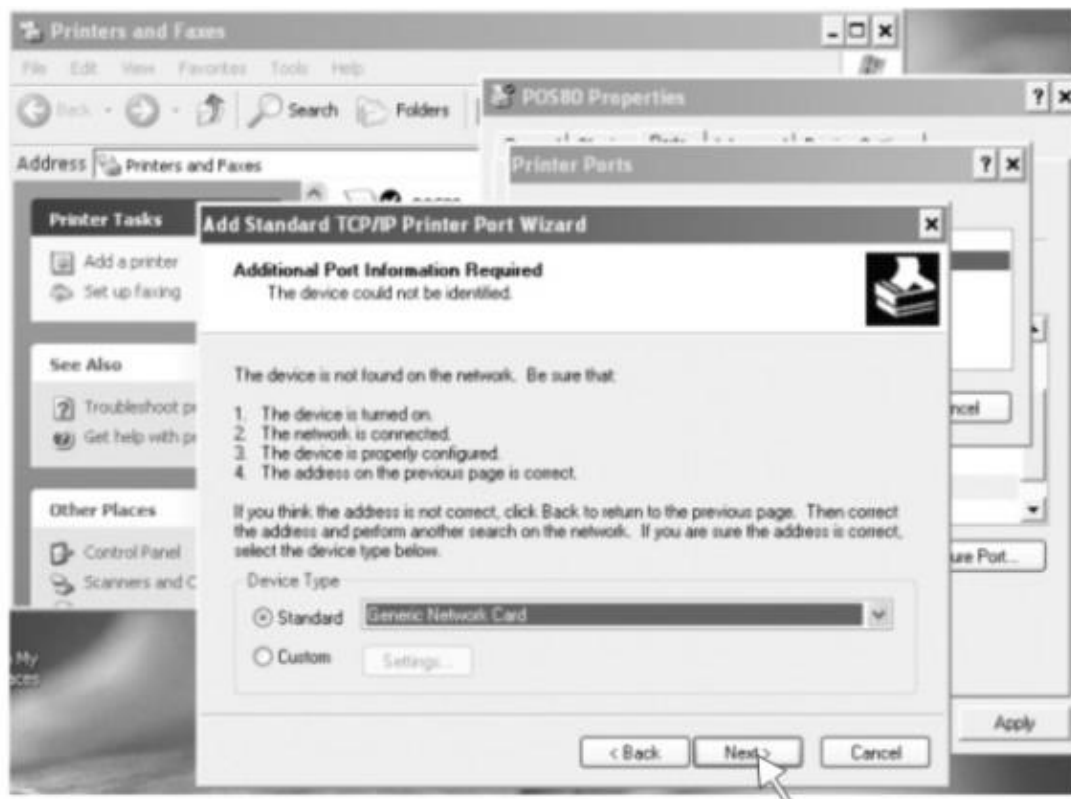 Printers and Faxes
File Edit View Favorites Tools Help
Back Search Folders
Address Printers and Faxes
POS80 Properties
Printer Ports
Printer Tasks
Add a printer
Set up faxing
See Also
Troubleshoot
Get help with
Other Places
Control Panel
Scanners and
My
Add Standard TCP/IP Printer Port Wizard
Additional Port Information Required
The device could not be identified.
The device is not found on the network. Be sure that:
1. The device is turned on.
2. The network is connected.
3. The device is properly configured.
4. The address on the previous page is correct.
If you think the address is not correct, click Back to return to the previous page. Then correct
the address and perform another search on the network. If you are sure the address is correct,
select the device type below.
Device Type
Standard Generic Network Card
Custom Settings...
< Back Next > Cancel
ncel
ure Port...
Apply